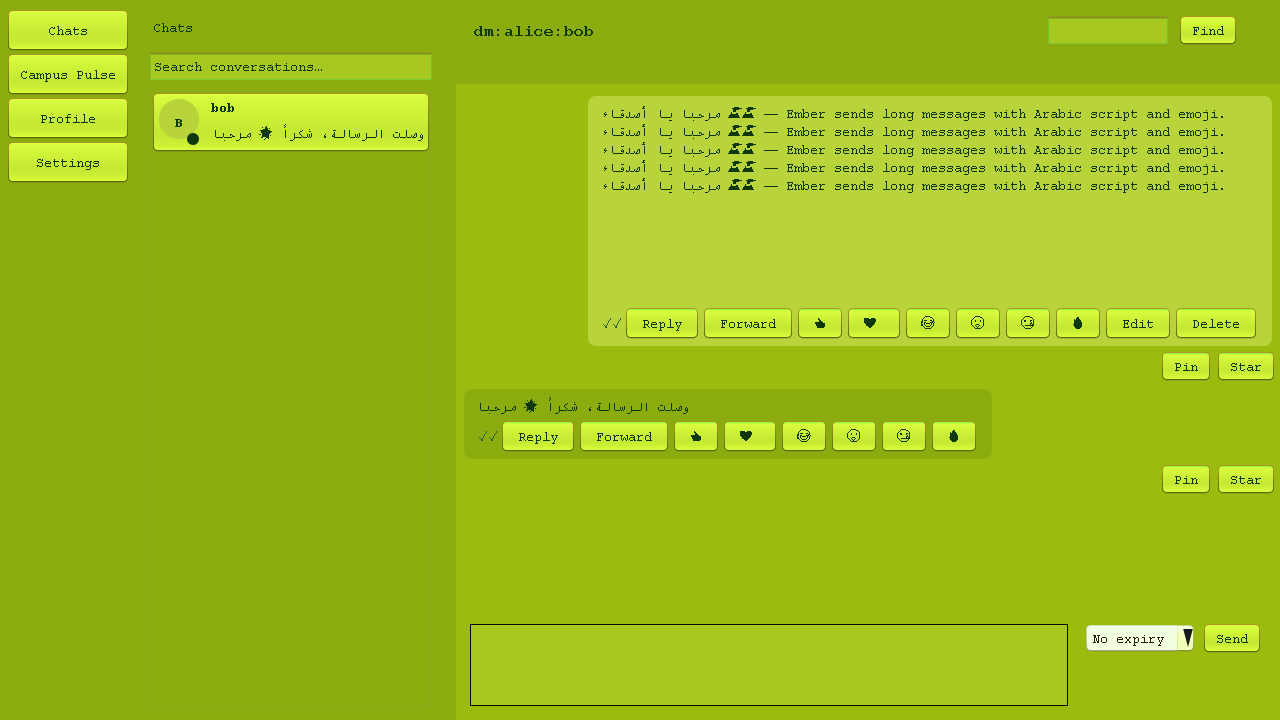 Chats
Campus Pulse
Profile
Settings
Chats
Search conversations…
B
bob
مرحبا 🌟 وصلت الرسالة، شكراً
dm:alice:bob
Find
مرحبا يا أصدقاء 🏝🏝 — Ember sends long messages with Arabic script and emoji.
مرحبا يا أصدقاء 🏝🏝 — Ember sends long messages with Arabic script and emoji.
مرحبا يا أصدقاء 🏝🏝 — Ember sends long messages with Arabic script and emoji.
مرحبا يا أصدقاء 🏝🏝 — Ember sends long messages with Arabic script and emoji.
مرحبا يا أصدقاء 🏝🏝 — Ember sends long messages with Arabic script and emoji.
✓✓ Reply Forward Edit Delete
Pin Star
مرحبا 🌟 وصلت الرسالة، شكراً
✓✓ Reply Forward
Pin Star
No expiry
Send